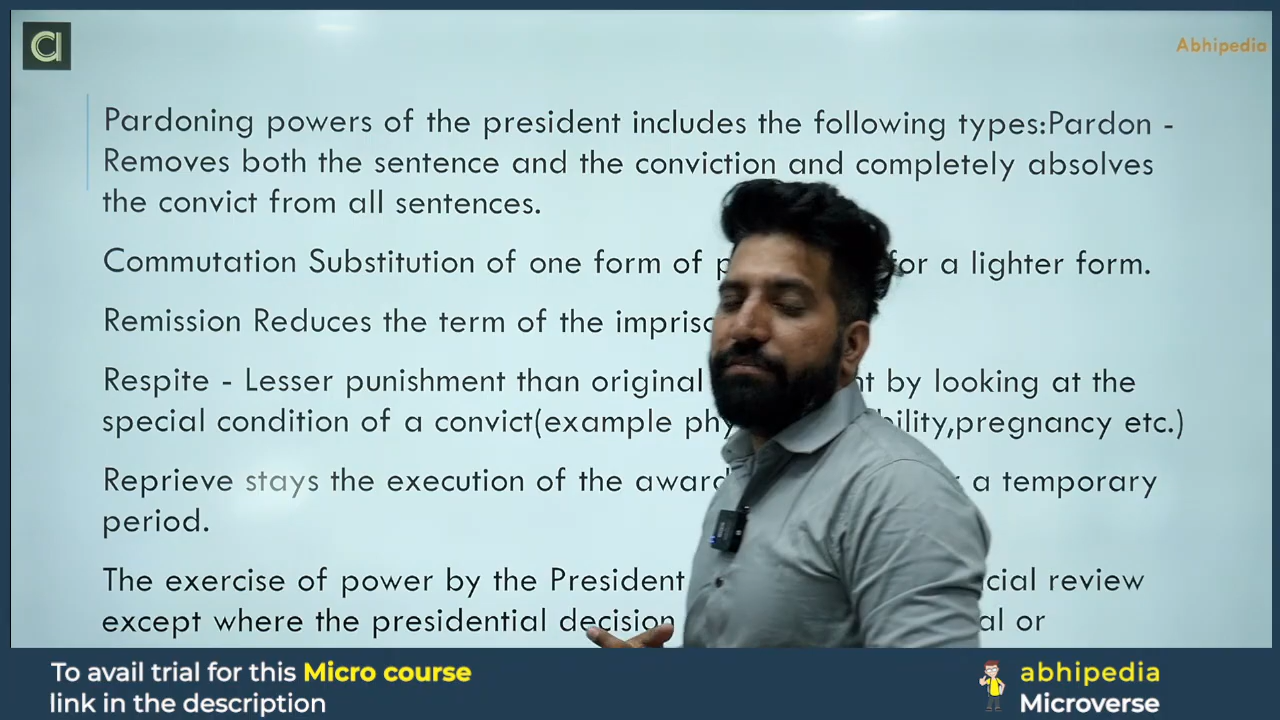 Abhipedia
Pardoning powers of the president includes the following types:Pardon -
Removes both the sentence and the conviction and completely absolves
the convict from all sentences.
Commutation Substitution of one form of for a lighter form.
Remission Reduces the term of the
Respite - Lesser punishment than original by looking at the
special condition of a convict(example pregnancy etc.)
Reprieve stays the execution of the a temporary
period.
The exercise of power by the President review
except where the presidential decision or
To avail trial for this Micro course
link in the description
abhipedia
Microverse